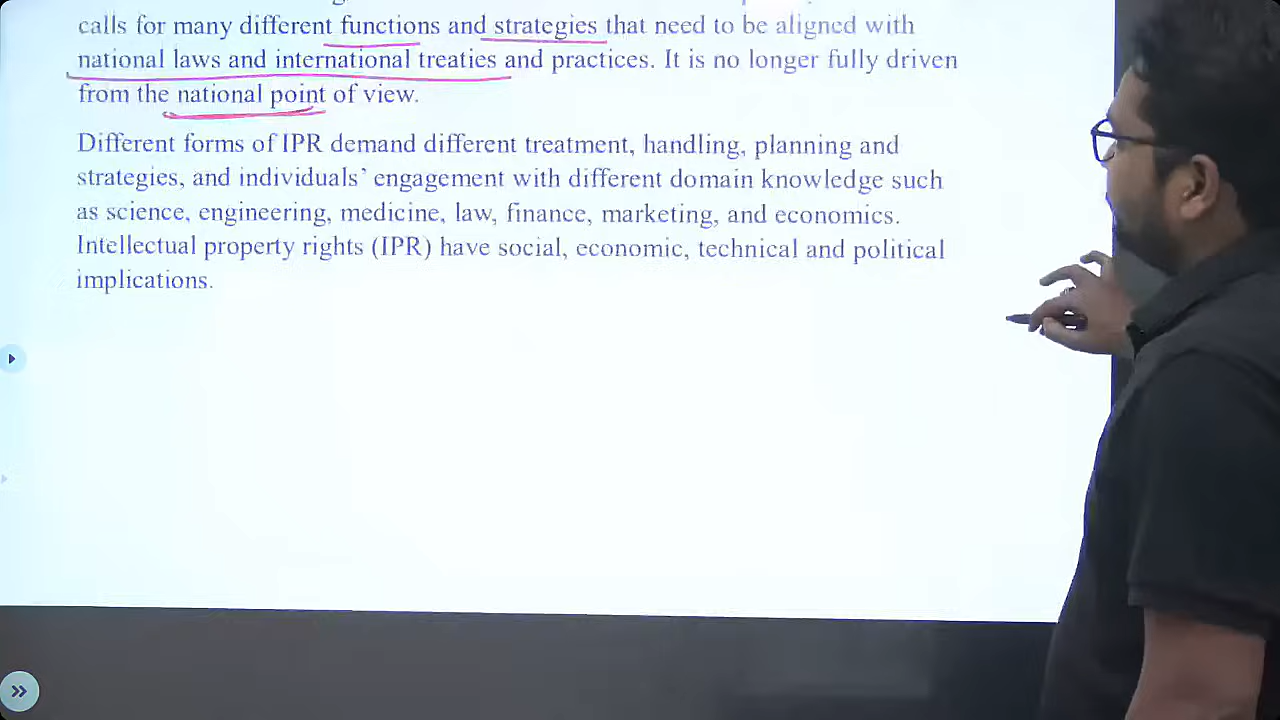 calls for many different functions and strategies that need to be aligned with
national laws and international treaties and practices. It is no longer fully driven
from the national point of view.
Different forms of IPR demand different treatment, handling, planning and
strategies, and individuals’ engagement with different domain knowledge such
as science, engineering, medicine, law, finance, marketing, and economics.
Intellectual property rights (IPR) have social, economic, technical and political
implications.